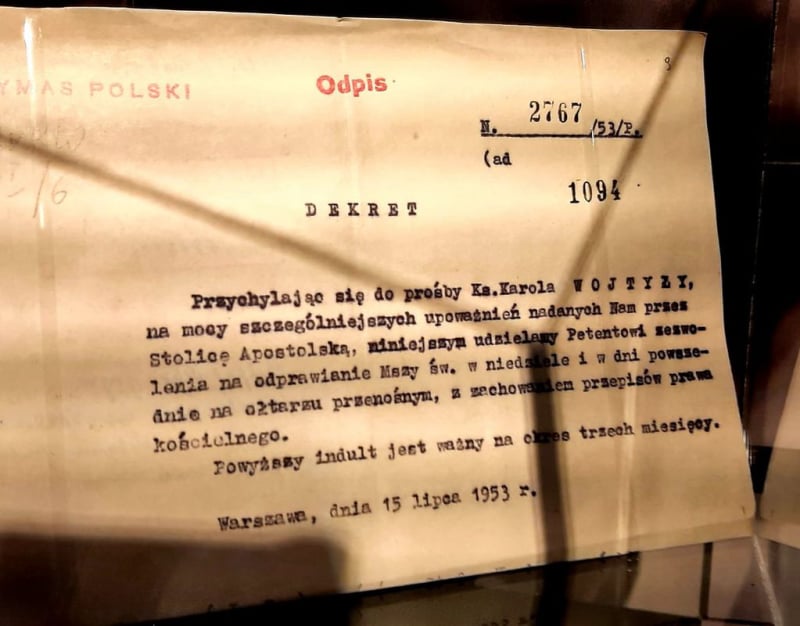 YMAS POLSKI
Odpis
N. 2767 /53/P.
(ad
1094
DEKRET
Przychylając się do prośby Ks.Karola WOJTYŁY,
na mocy szczególniejszych upoważnień nadanych Nam przez
Stolicę Apostolską, niniejszym udzielamy Petentowi zezwo-
lenia na odprawianie Mszy św. w niedziele i w dni powsze-
dnie na ołtarzu przenośnym, z zachowaniem przepisów prawa
kościelnego.
Powyższy indult jest ważny na okres trzech miesięcy.
Warszawa, dnia 15 lipca 1953 r.